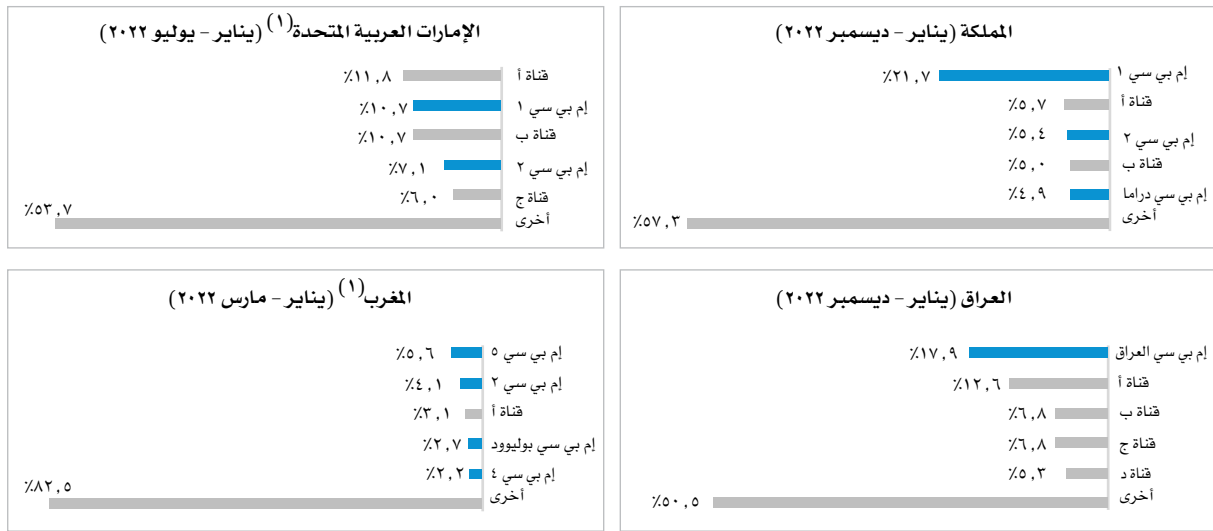 المملكة (يناير - ديسمبر ٢٠٢٢)
إم بي سي ١ ٢١,٧٪
قناة أ ٥,٧٪
إم بي سي ٢ ٥,٤٪
قناة ب ٥,٠٪
إم بي سي دراما ٤,٩٪
أخرى ٥٧,٣٪
الإمارات العربية المتحدة(١) (يناير - يوليو ٢٠٢٢)
قناة أ ١١,٨٪
إم بي سي ١ ١٠,٧٪
قناة ب ١٠,٧٪
إم بي سي ٢ ٧,١٪
قناة ج ٦,٠٪
أخرى ٥٣,٧٪
العراق (يناير - ديسمبر ٢٠٢٢)
إم بي سي العراق ١٧,٩٪
قناة أ ١٢,٦٪
قناة ب ٦,٨٪
قناة ج ٦,٨٪
قناة د ٥,٣٪
أخرى ٥٠,٥٪
المغرب(١) (يناير - مارس ٢٠٢٢)
إم بي سي ٥ ٥,٦٪
إم بي سي ٢ ٤,١٪
قناة أ ٣,١٪
إم بي سي بوليوود ٢,٧٪
إم بي سي ٤ ٢,٢٪
أخرى ٨٢,٥٪